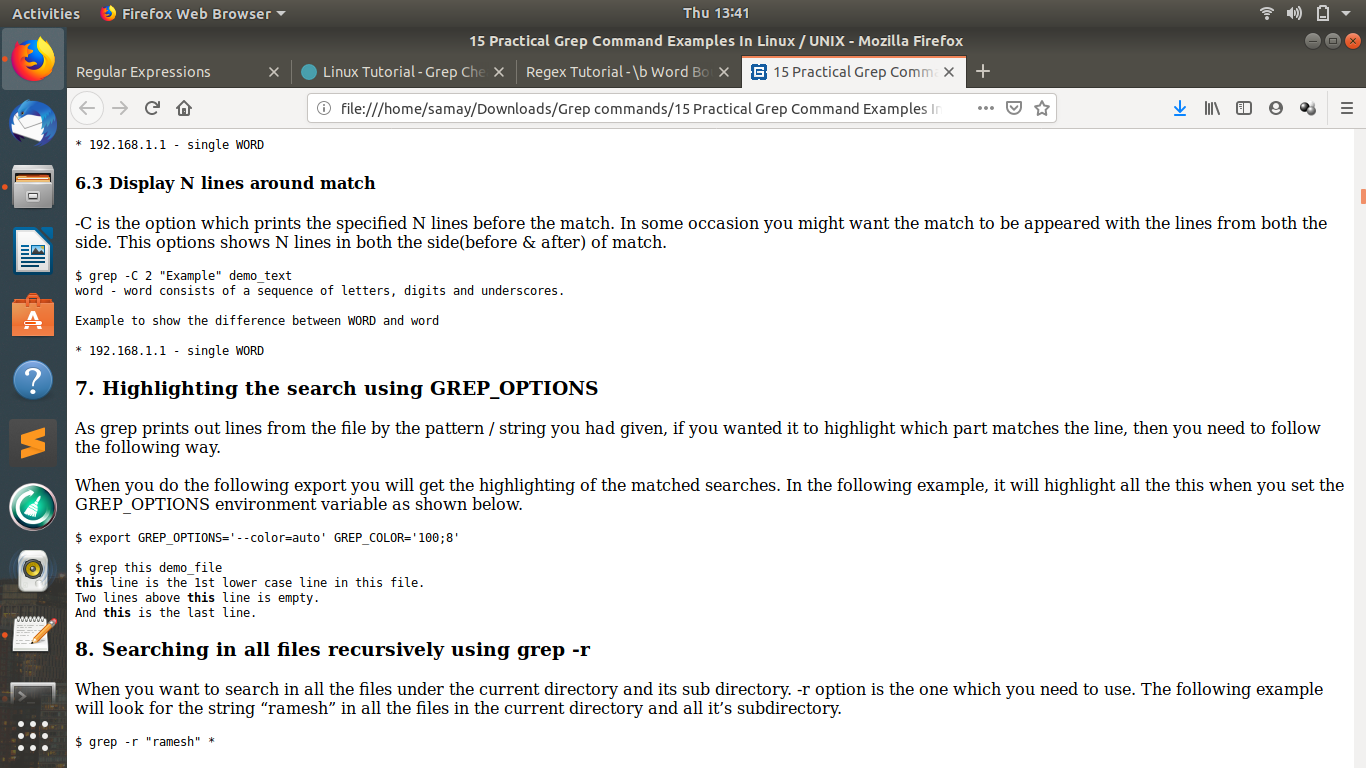 Activities Firefox Web Browser Thu 13:41
15 Practical Grep Command Examples In Linux / UNIX - Mozilla Firefox
Regular Expressions Linux Tutorial - Grep Che Regex Tutorial - \b Word Bo 15 Practical Grep Comma
file:///home/samay/Downloads/Grep commands/15 Practical Grep Command Examples In
* 192.168.1.1 - single WORD
6.3 Display N lines around match
-C is the option which prints the specified N lines before the match. In some occasion you might want the match to be appeared with the lines from both the
side. This options shows N lines in both the side(before & after) of match.
$ grep -C 2 "Example" demo_text
word - word consists of a sequence of letters, digits and underscores.
Example to show the difference between WORD and word
* 192.168.1.1 - single WORD
7. Highlighting the search using GREP_OPTIONS
As grep prints out lines from the file by the pattern / string you had given, if you wanted it to highlight which part matches the line, then you need to follow
the following way.
When you do the following export you will get the highlighting of the matched searches. In the following example, it will highlight all the this when you set the
GREP_OPTIONS environment variable as shown below.
$ export GREP_OPTIONS='--color=auto' GREP_COLOR='100;8'
$ grep this demo_file
this line is the 1st lower case line in this file.
Two lines above this line is empty.
And this is the last line.
8. Searching in all files recursively using grep -r
When you want to search in all the files under the current directory and its sub directory. -r option is the one which you need to use. The following example
will look for the string “ramesh” in all the files in the current directory and all it’s subdirectory.
$ grep -r "ramesh" *